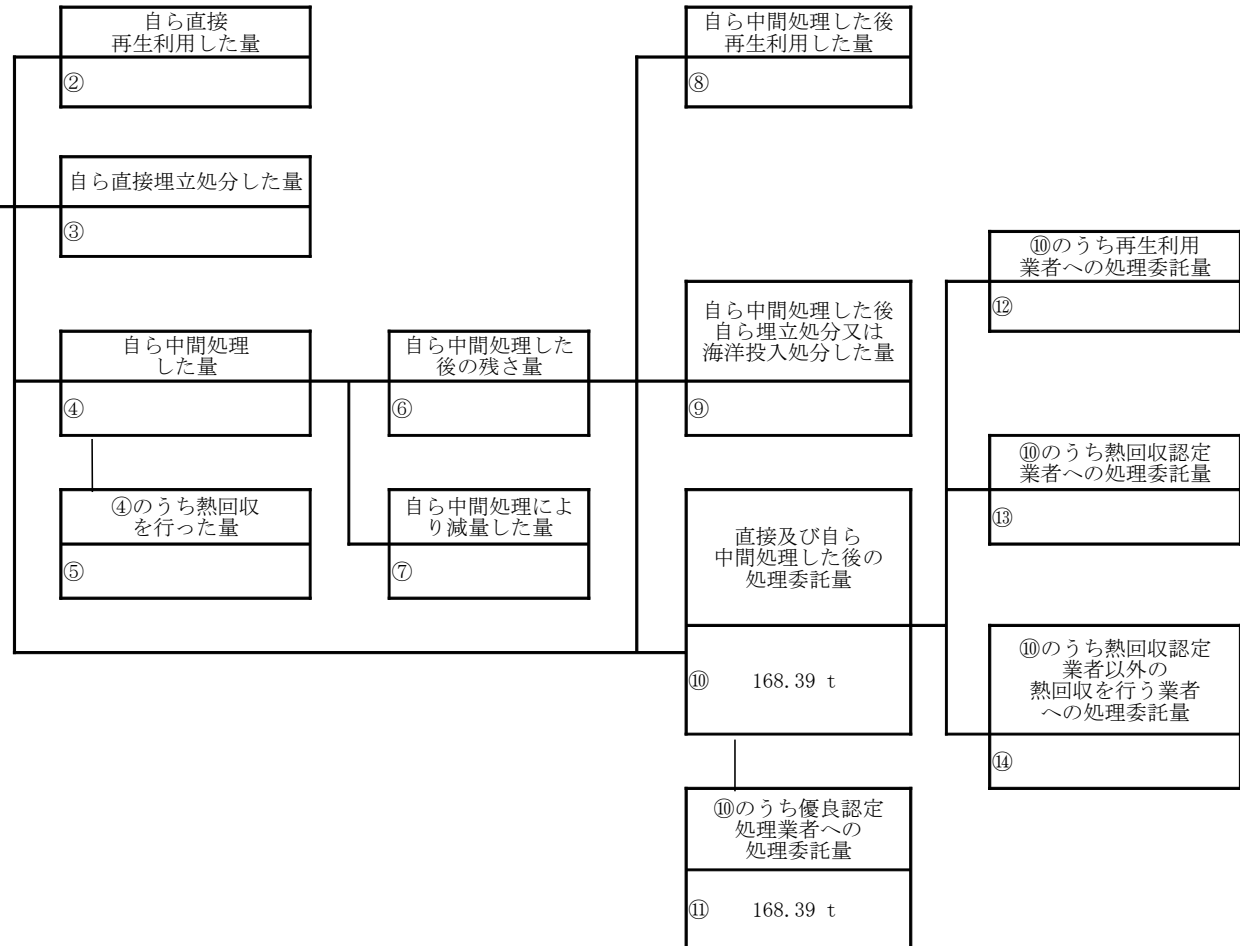 自ら直接
再生利用した量
②
自ら中間処理した後
再生利用した量
⑧
自ら直接埋立処分した量
③
⑩のうち再生利用
業者への処理委託量
⑫
自ら中間処理
した量
④
自ら中間処理した
後の残さ量
⑥
自ら中間処理した後
自ら埋立処分又は
海洋投入処分した量
⑨
⑩のうち熱回収認定
業者への処理委託量
⑬
④のうち熱回収
を行った量
⑤
自ら中間処理によ
り減量した量
⑦
直接及び自ら
中間処理した後の
処理委託量
⑩ 168.39 t
⑩のうち熱回収認定
業者以外の
熱回収を行う業者
への処理委託量
⑭
⑩のうち優良認定
処理業者への
処理委託量
⑪ 168.39 t